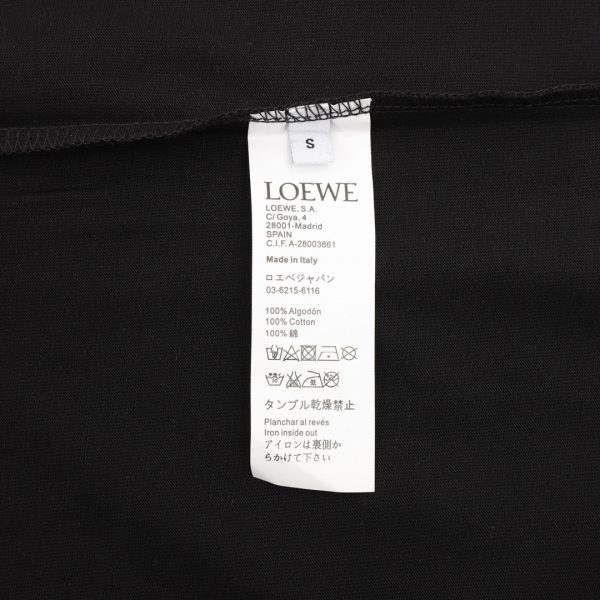 S
LOEWE
LOEWE, S.A.
C/ Goya, 4
28001-Madrid
SPAIN
C.I.F. A-28003861
Made in Italy
ロエベジャパン
03-6215-6116
100% Algodón
100% Cotton
100% 綿
低
タンブル乾燥禁止
Planchar al revés
Iron inside out
アイロンは裏側か
らかけて下さい